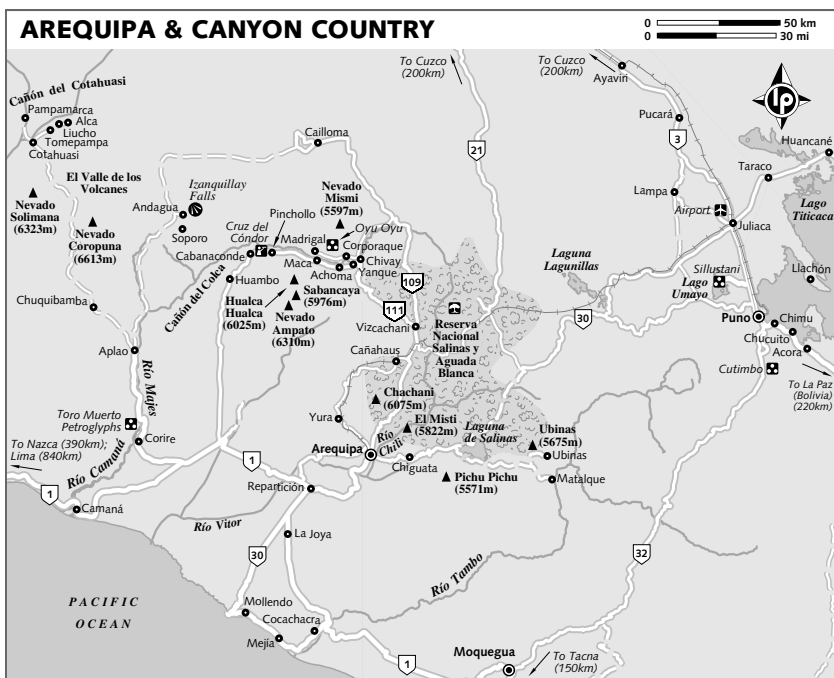 AREQUIPA & CANYON COUNTRY
0 50 km
0 30 mi
To Cuzco
(200km)
To Cuzco
(200km)
Ayaviri
lp
Cañón del Cotahuasi
Pampamarca
Alca
Liucho
Tomepampa
Cotahuasi
Cailloma
Pucará
3
Huancané
21
Taraco
El Valle de los
Volcanes
Izanquillay
Falls
Nevado
Mismi
(5597m)
Lampa
Lago
Titicaca
Nevado
Solimana
(6323m)
Andagua
Pinchollo
Oyu Oyu
Airport
Juliaca
Nevado
Coropuna
(6613m)
Soporo
Cruz del
Cóndor
Madrigal
Corporaque
Cabanaconde
Chivay
Maca
Achoma
Yanque
Laguna
Lagunillas
Sillustani
Llachón
Lago
Umayo
Huambo
Cañón del Colca
109
Sabancaya
(5976m)
Hualca
Hualca
(6025m)
Nevado
Ampato
(6310m)
111
Chuquibamba
Vizcachani
Reserva
Nacional
Salinas y
Aguada
Blanca
30
Puno
Chimu
Chucuito
Acora
Aplao
Río Majes
Cañahuas
Cutimbo
To La Paz
(Bolivia)
(220km)
Chachani
(6075m)
Toro Muerto
Petroglyphs
Yura
El Misti
(5822m)
Laguna
de Salinas
Ubinas
(5675m)
Corire
Río Chili
To Nazca (390km);
Lima (840km)
Arequipa
Chiguata
Ubinas
Río Camaná
1
Pichu Pichu
(5571m)
Matalque
1
Repartición
Camaná
Río Vitor
La Joya
30
32
Río Tambo
PACIFIC
OCEAN
Mollendo
Cocachacra
Mejía
Moquegua
1
To Tacna
(150km)